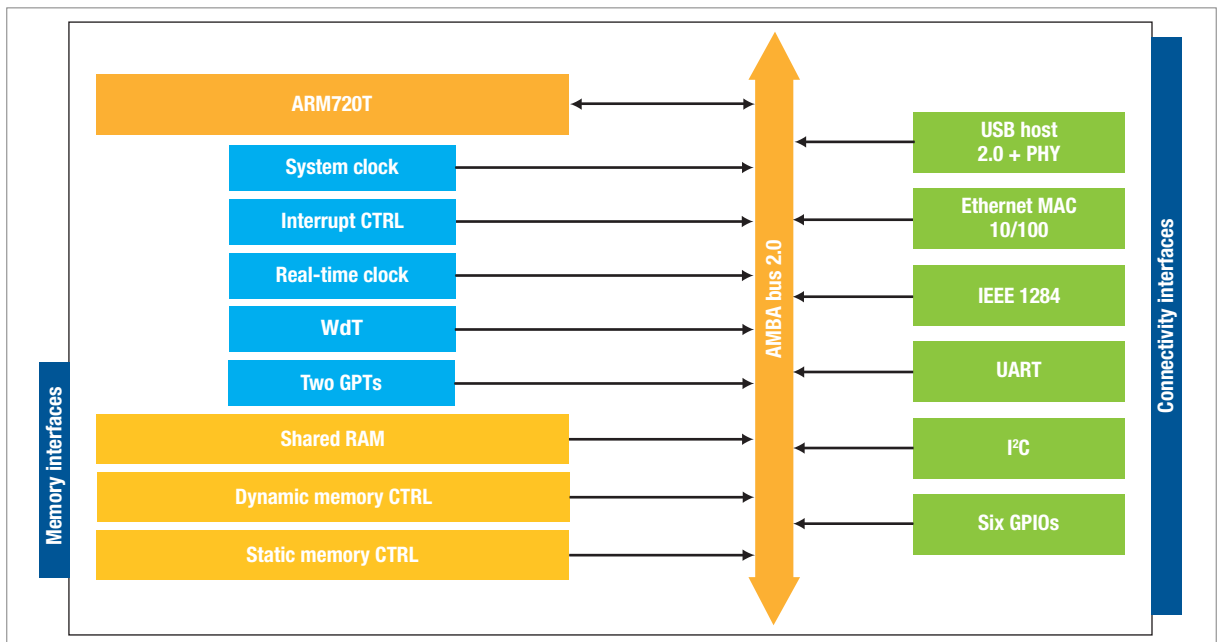 ARM720T
System clock
Interrupt CTRL
Real-time clock
WdT
Two GPTs
Shared RAM
Dynamic memory CTRL
Static memory CTRL
Memory interfaces
AMBA bus 2.0
USB host
2.0 + PHY
Ethernet MAC
10/100
IEEE 1284
UART
I²C
Six GPIOs
Connectivity interfaces